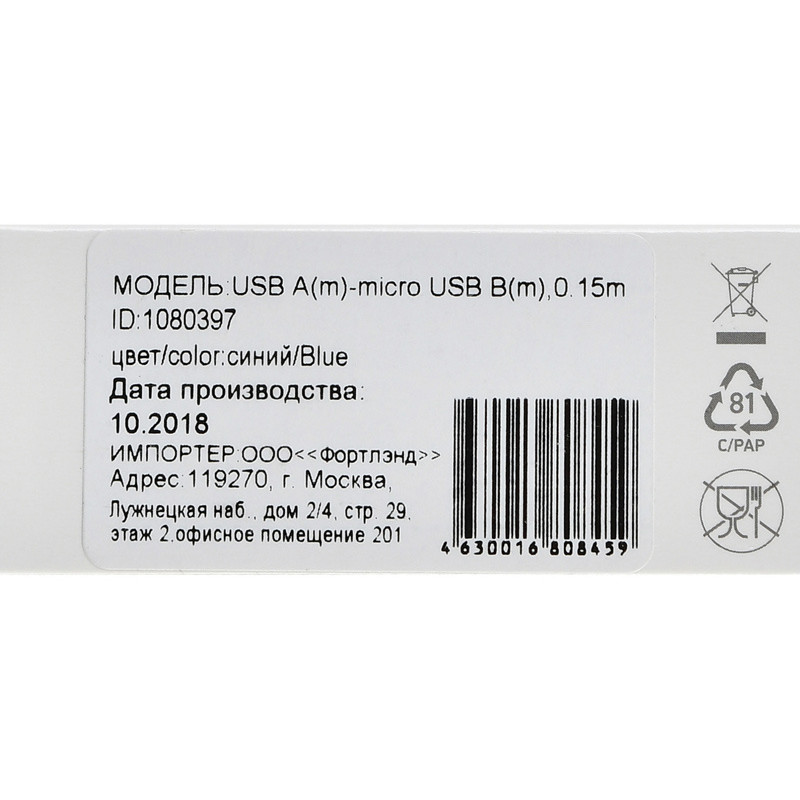 МОДЕЛЬ:USB A(m)-micro USB B(m),0.15m
ID:1080397
цвет/color:синий/Blue
Дата производства:
10.2018
ИМПОРТЕР:ООО<<Фортлэнд>>
Адрес:119270, г. Москва,
Лужнецкая наб., дом 2/4, стр. 29,
этаж 2,офисное помещение 201
4 630016 808459
81
C/PAP